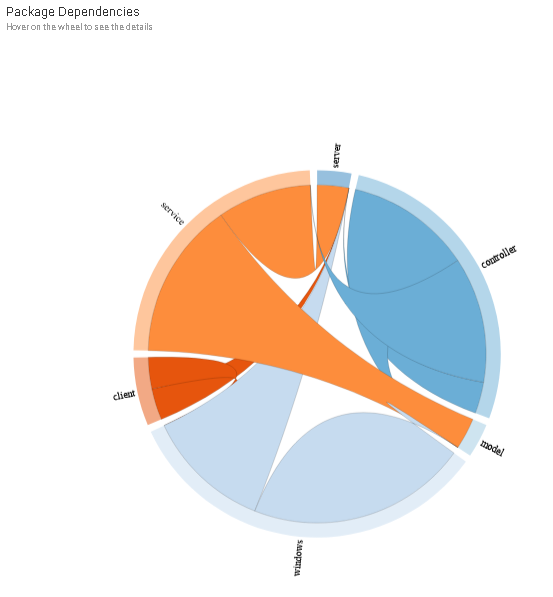 Package Dependencies
Hover on the wheel to see the details
server
service
controller
client
model
windows